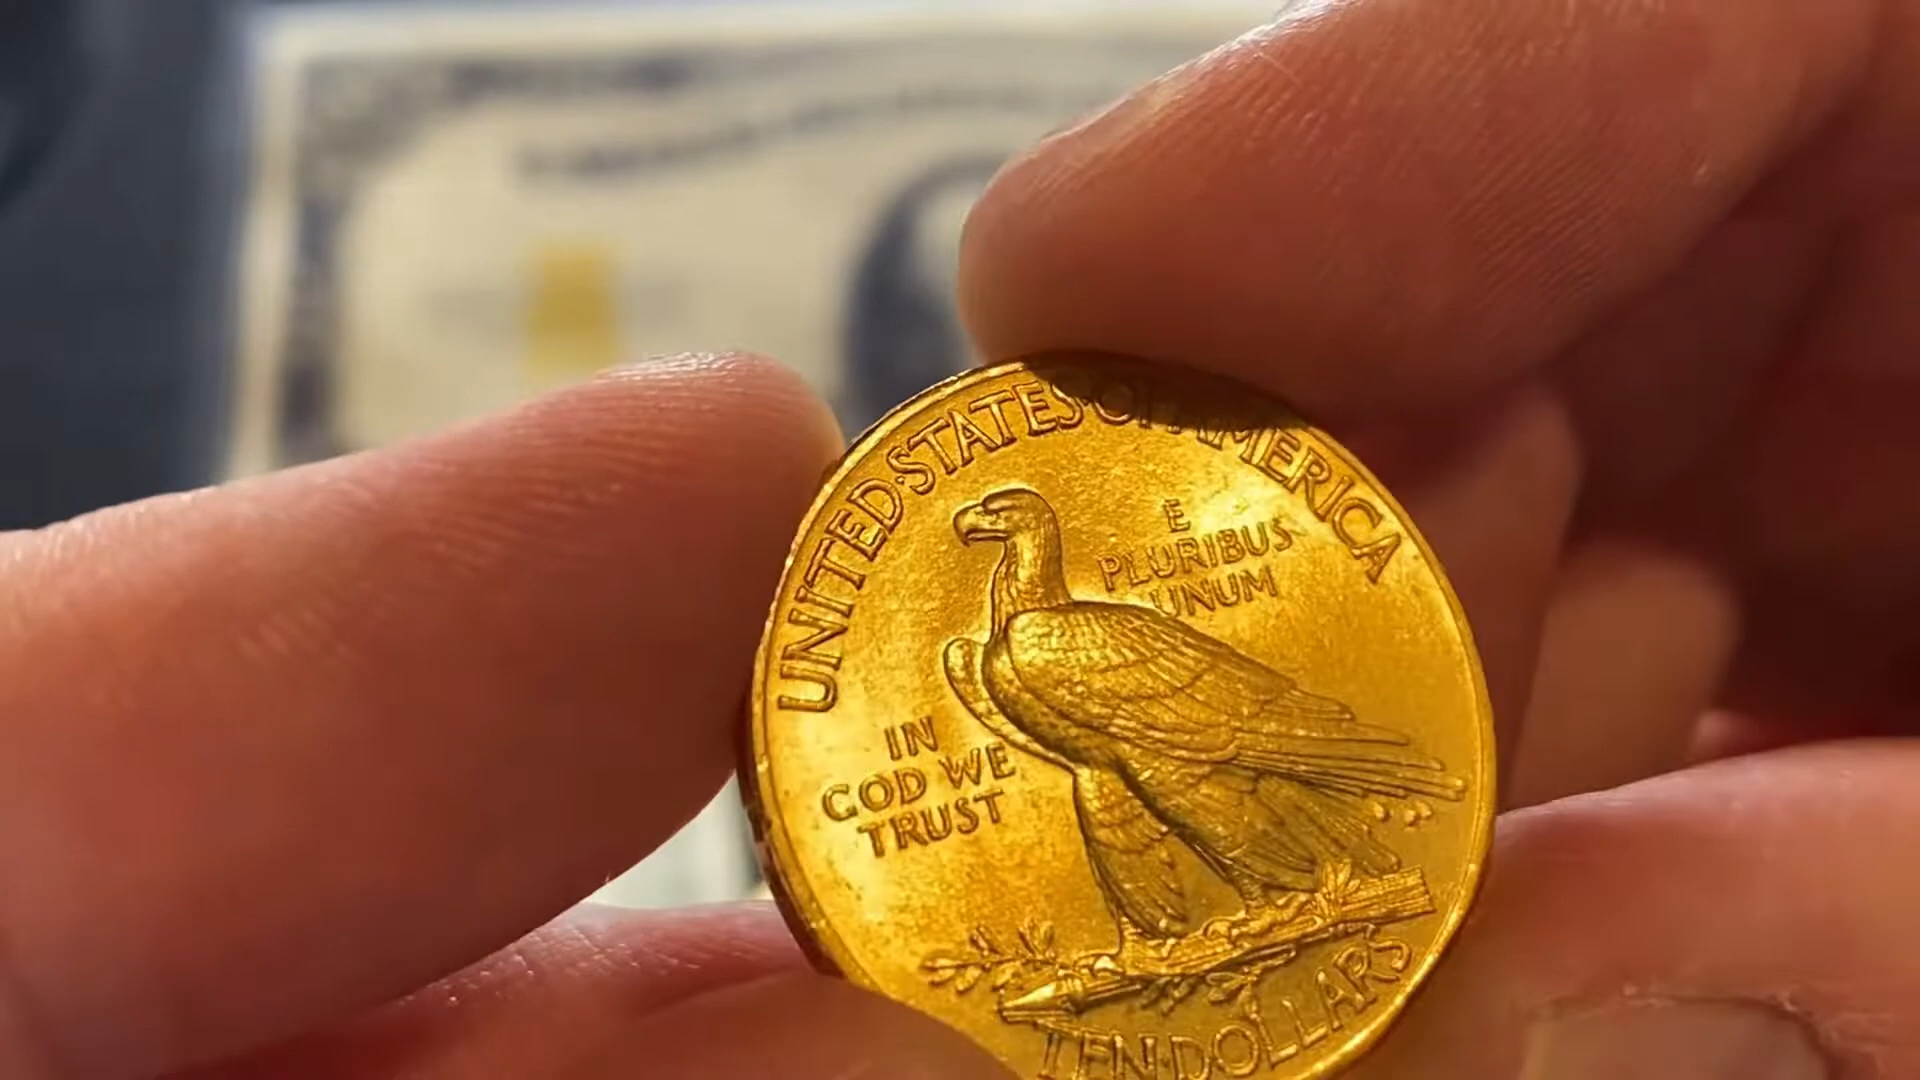 UNITED·STATES·OF·AMERICA
E
PLURIBUS
UNUM
IN
GOD WE
TRUST
TEN·DOLLARS